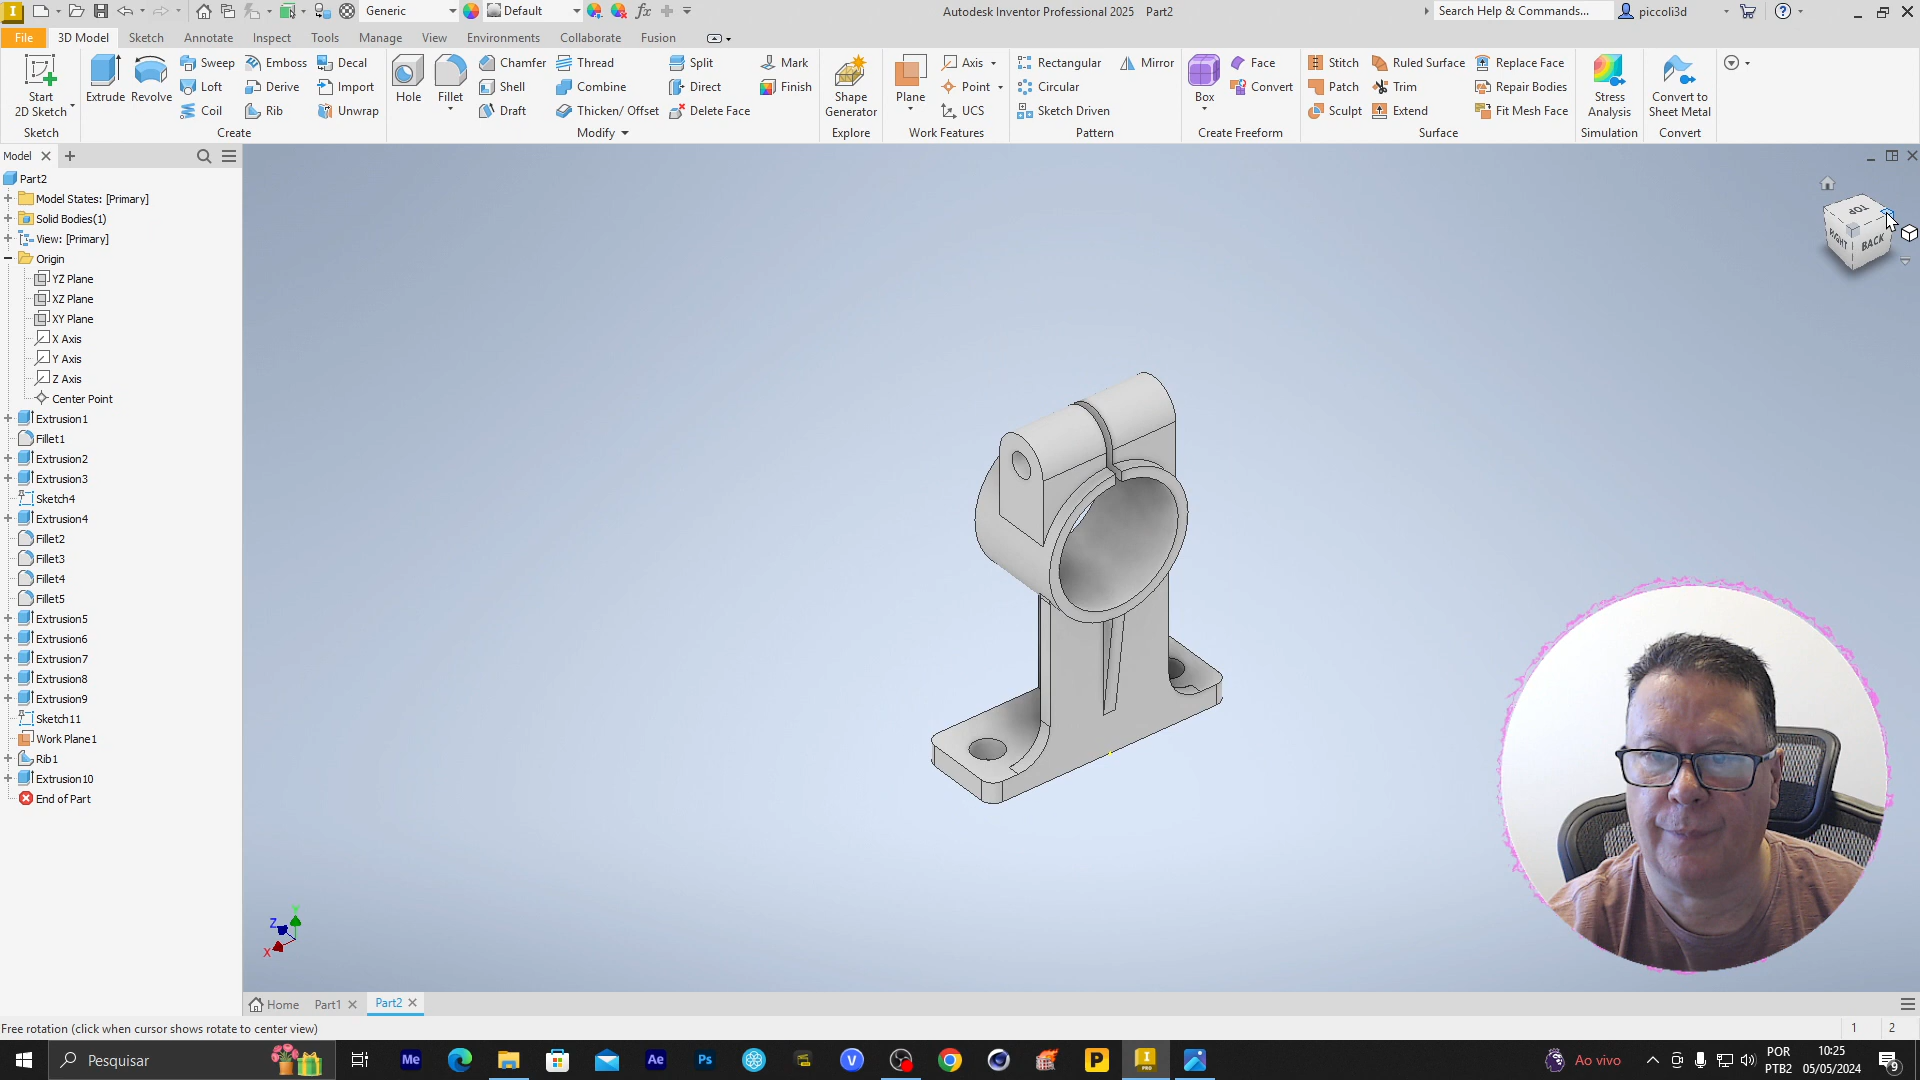 Generic
Default
Autodesk Inventor Professional 2025 Part2
Search Help & Commands...
piccoli3d
File 3D Model Sketch Annotate Inspect Tools Manage View Environments Collaborate Fusion
Start
2D Sketch
Sketch
Extrude
Revolve
Sweep
Loft
Coil
Emboss
Derive
Rib
Decal
Import
Unwrap
Create
Hole
Fillet
Chamfer
Shell
Draft
Thread
Combine
Thicken/ Offset
Split
Direct
Delete Face
Modify
Mark
Finish
Shape
Generator
Explore
Plane
Axis
Point
UCS
Work Features
Rectangular
Circular
Sketch Driven
Mirror
Pattern
Box
Face
Convert
Create Freeform
Stitch
Patch
Sculpt
Ruled Surface
Trim
Extend
Replace Face
Repair Bodies
Fit Mesh Face
Surface
Stress
Analysis
Simulation
Convert to
Sheet Metal
Convert
Model
Part2
Model States: [Primary]
Solid Bodies(1)
View: [Primary]
Origin
YZ Plane
XZ Plane
XY Plane
X Axis
Y Axis
Z Axis
Center Point
Extrusion1
Fillet1
Extrusion2
Extrusion3
Sketch4
Extrusion4
Fillet2
Fillet3
Fillet4
Fillet5
Extrusion5
Extrusion6
Extrusion7
Extrusion8
Extrusion9
Sketch11
Work Plane1
Rib1
Extrusion10
End of Part
TOP
RIGHT
BACK
Z
Y
X
Home
Part1
Part2
Free rotation (click when cursor shows rotate to center view)
1 2
Pesquisar
Me
Ae
Ps
V
P
I
PRO
Ao vivo
POR
PTB2
10:25
05/05/2024
9